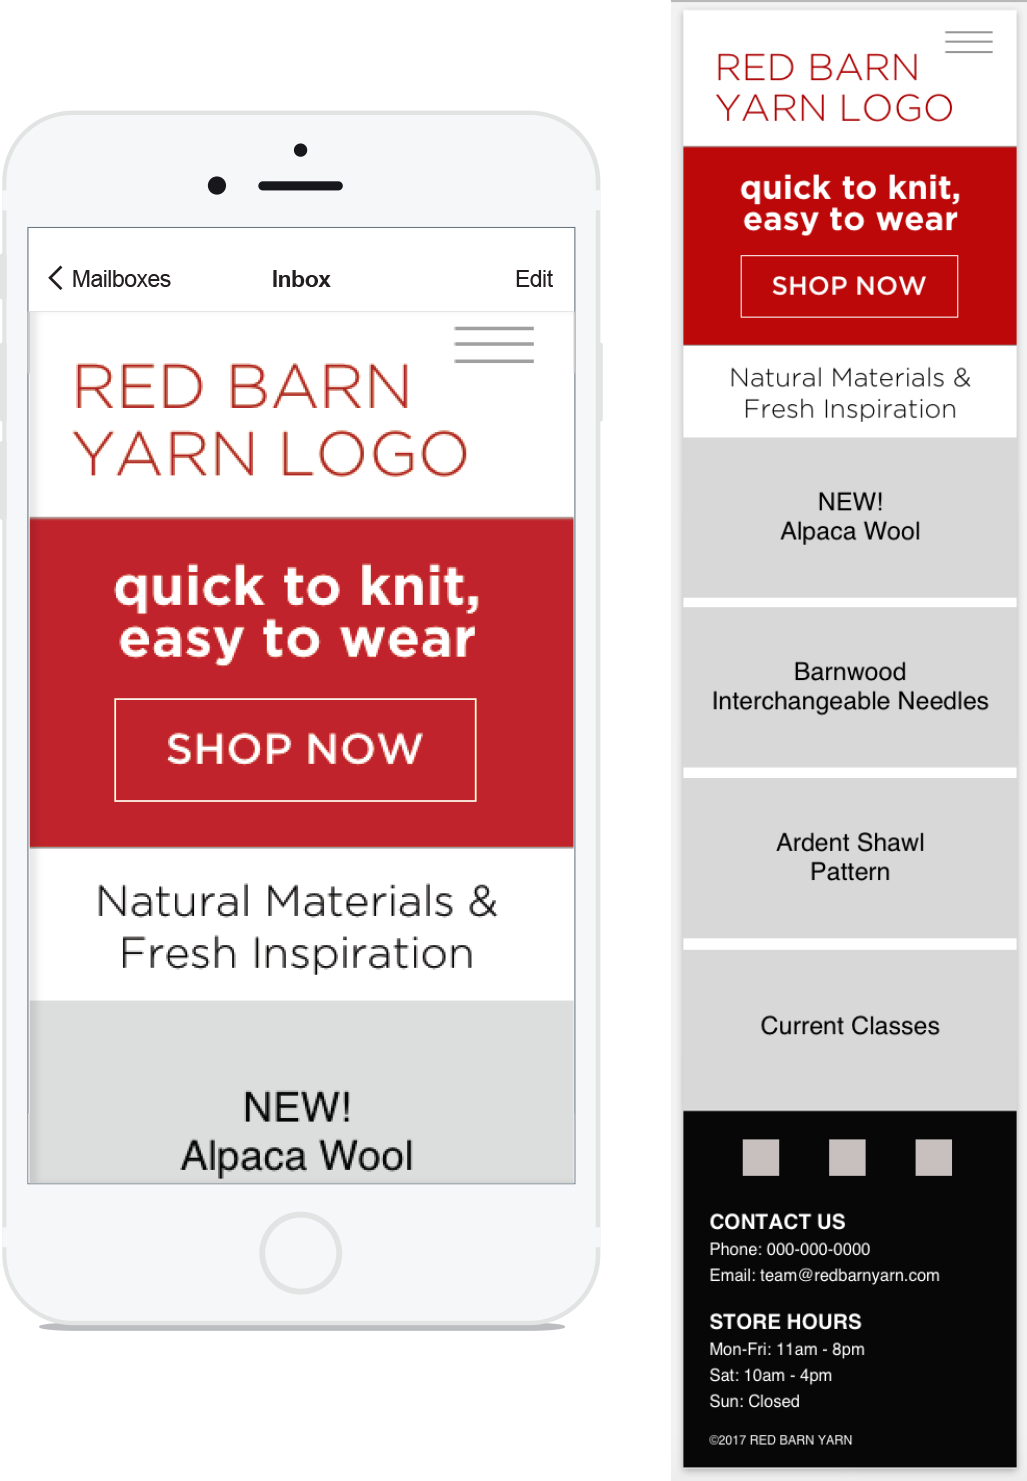 Mailboxes
Inbox
Edit
RED BARN
YARN LOGO
quick to knit,
easy to wear
SHOP NOW
Natural Materials &
Fresh Inspiration
NEW!
Alpaca Wool
RED BARN
YARN LOGO
quick to knit,
easy to wear
SHOP NOW
Natural Materials &
Fresh Inspiration
NEW!
Alpaca Wool
Barnwood
Interchangeable Needles
Ardent Shawl
Pattern
Current Classes
CONTACT US
Phone: 000-000-0000
Email: team@redbarnyarn.com
STORE HOURS
Mon-Fri: 11am - 8pm
Sat: 10am - 4pm
Sun: Closed
©2017 RED BARN YARN